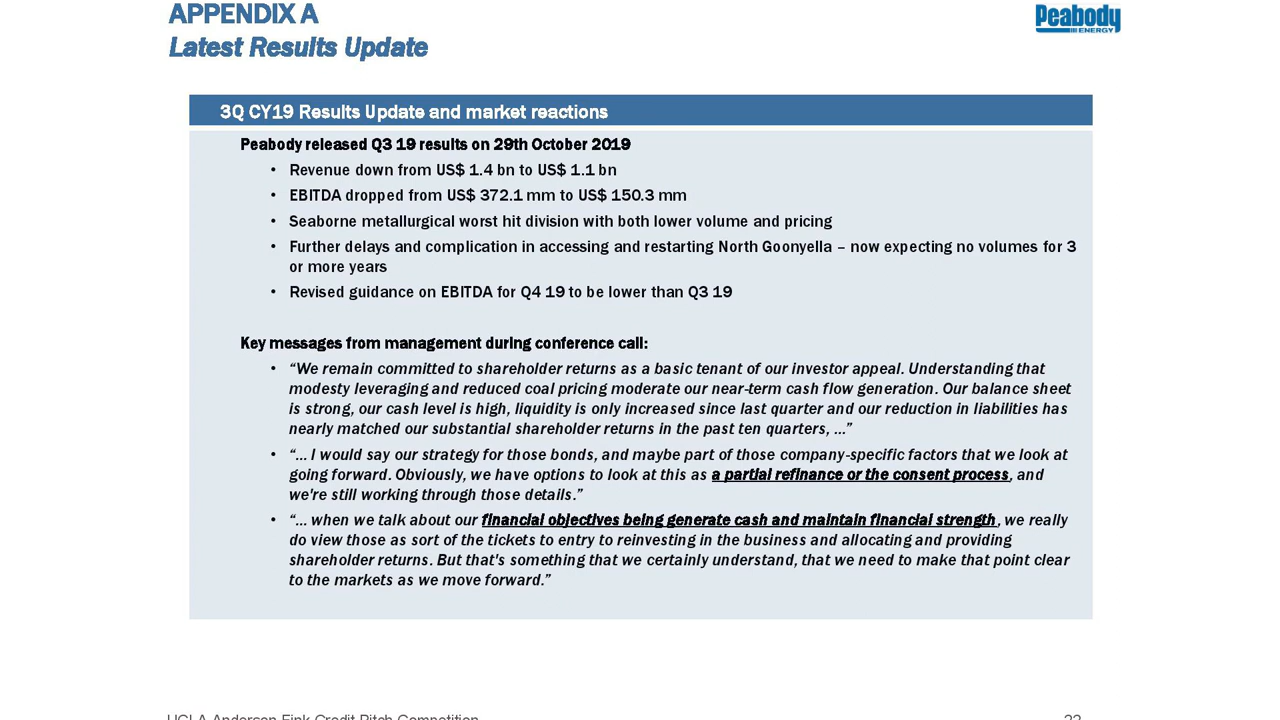 APPENDIX A
Latest Results Update
Peabody
ENERGY
3Q CY19 Results Update and market reactions
Peabody released Q3 19 results on 29th October 2019
• Revenue down from US$ 1.4 bn to US$ 1.1 bn
• EBITDA dropped from US$ 372.1 mm to US$ 150.3 mm
• Seaborne metallurgical worst hit division with both lower volume and pricing
• Further delays and complication in accessing and restarting North Goonyella – now expecting no volumes for 3
or more years
• Revised guidance on EBITDA for Q4 19 to be lower than Q3 19
Key messages from management during conference call:
• “We remain committed to shareholder returns as a basic tenant of our investor appeal. Understanding that
modesty leveraging and reduced coal pricing moderate our near-term cash flow generation. Our balance sheet
is strong, our cash level is high, liquidity is only increased since last quarter and our reduction in liabilities has
nearly matched our substantial shareholder returns in the past ten quarters, …”
• “… I would say our strategy for those bonds, and maybe part of those company-specific factors that we look at
going forward. Obviously, we have options to look at this as a partial refinance or the consent process, and
we're still working through those details.”
• “… when we talk about our financial objectives being generate cash and maintain financial strength, we really
do view those as sort of the tickets to entry to reinvesting in the business and allocating and providing
shareholder returns. But that's something that we certainly understand, that we need to make that point clear
to the markets as we move forward.”
UCLA Anderson Fink Credit Pitch Competition
22